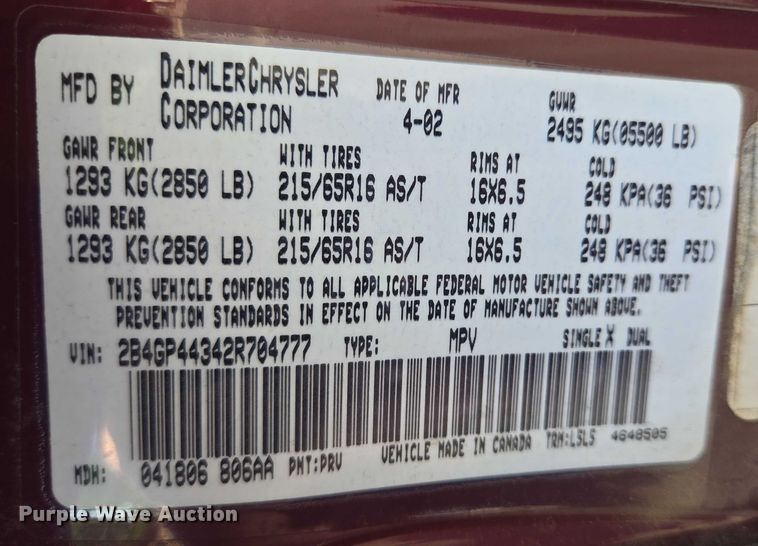 MFD BY DAIMLERCHRYSLER CORPORATION DATE OF MFR 4-02 GVWR 2495 KG(05500 LB)
GAWR FRONT WITH TIRES RIMS AT COLD
1293 KG(2850 LB) 215/65R16 AS/T 16X6.5 248 KPA(36 PSI)
GAWR REAR WITH TIRES RIMS AT COLD
1293 KG(2850 LB) 215/65R16 AS/T 16X6.5 248 KPA(36 PSI)
THIS VEHICLE CONFORMS TO ALL APPLICABLE FEDERAL MOTOR VEHICLE SAFETY AND THEFT
PREVENTION STANDARDS IN EFFECT ON THE DATE OF MANUFACTURE SHOWN ABOVE.
VIN: 2B4GP44342R704777 TYPE: MPV SINGLE X DUAL
MDH: 041806 806AA PNT:PRV VEHICLE MADE IN CANADA TRM:L5L5 4648505
Purple Wave Auction